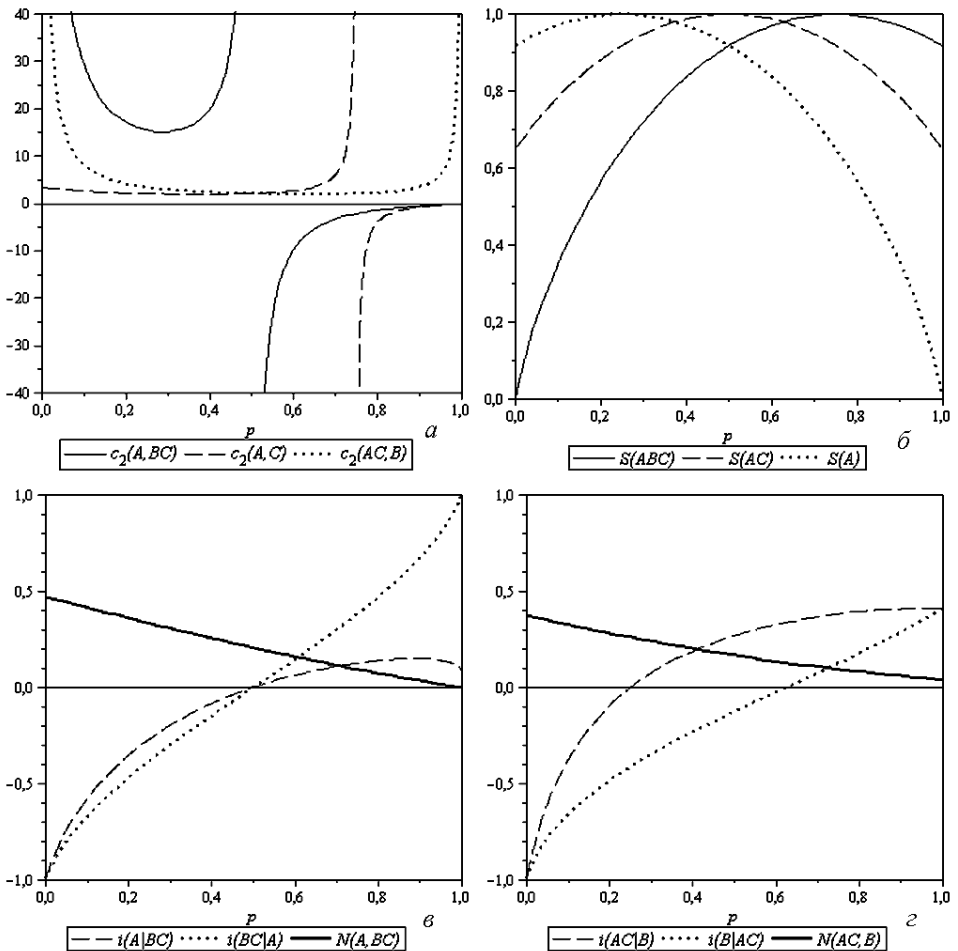 40
30
20
10
0
−10
−20
−30
−40
0,0 0,2 0,4 0,6 0,8 1,0
p
а
c₂(A,BC) c₂(A,C) c₂(AC,B)
1,0
0,8
0,6
0,4
0,2
0,0
0,0 0,2 0,4 0,6 0,8 1,0
p
б
S(ABC) S(AC) S(A)
1,0
0,5
0,0
−0,5
−1,0
0,0 0,2 0,4 0,6 0,8 1,0
p
в
i(A|BC) i(BC|A) N(A,BC)
1,0
0,5
0,0
−0,5
−1,0
0,0 0,2 0,4 0,6 0,8 1,0
p
г
i(AC|B) i(B|AC) N(AC,B)